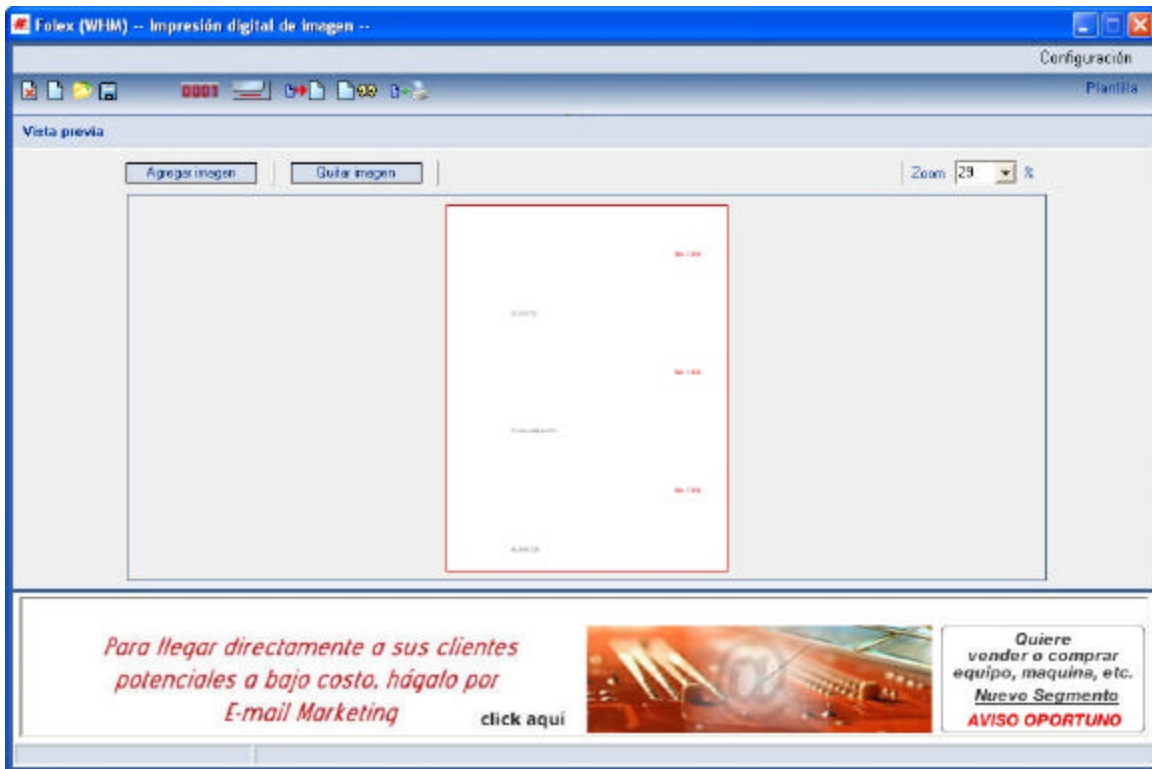 Folex (WHM) -- Impresión digital de imagen --
Configuración
0001
Plantilla
Vista previa
Agregar imagen
Quitar imagen
Zoom 29 %
Para llegar directamente a sus clientes
potenciales a bajo costo, hágalo por
E-mail Marketing
click aquí
@
Quiere
vender o comprar
equipo, maquina, etc.
Nuevo Segmento
AVISO OPORTUNO